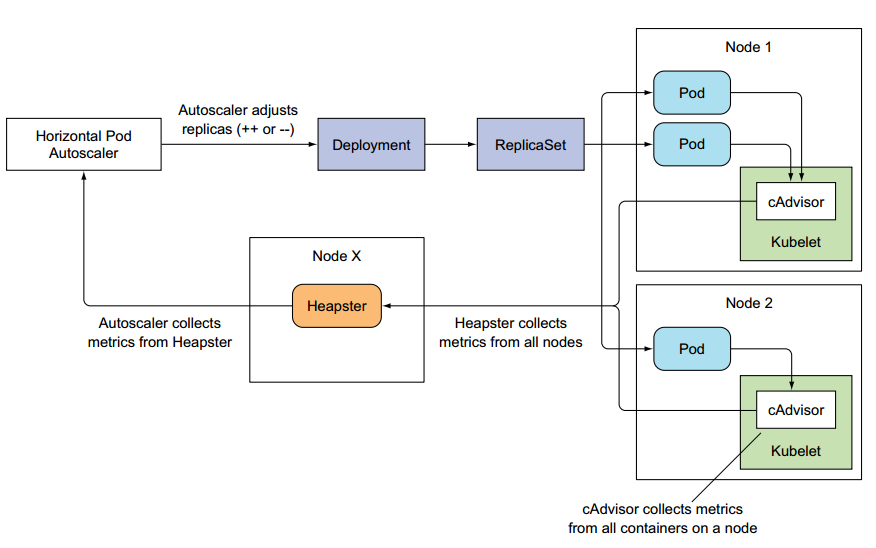 Node 1
Pod
Autoscaler adjusts
replicas (++ or --)
Horizontal Pod
Autoscaler
Deployment
ReplicaSet
Pod
cAdvisor
Kubelet
Node X
Heapster
Autoscaler collects
metrics from Heapster
Heapster collects
metrics from all nodes
Node 2
Pod
cAdvisor
Kubelet
cAdvisor collects metrics
from all containers on a node